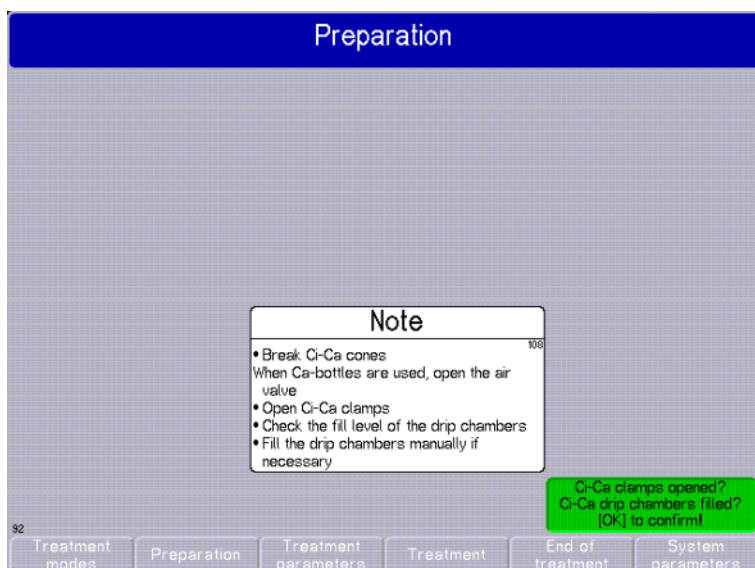 Preparation
Note
108
• Break Ci-Ca cones
When Ca-bottles are used, open the air
valve
• Open Ci-Ca clamps
• Check the fill level of the drip chambers
• Fill the drip chambers manually if
necessary
Ci-Ca clamps opened?
Ci-Ca drip chambers filled?
[OK] to confirm!
92
Treatment
modes
Preparation
Treatment
parameters
Treatment
End of
treatment
System
parameters